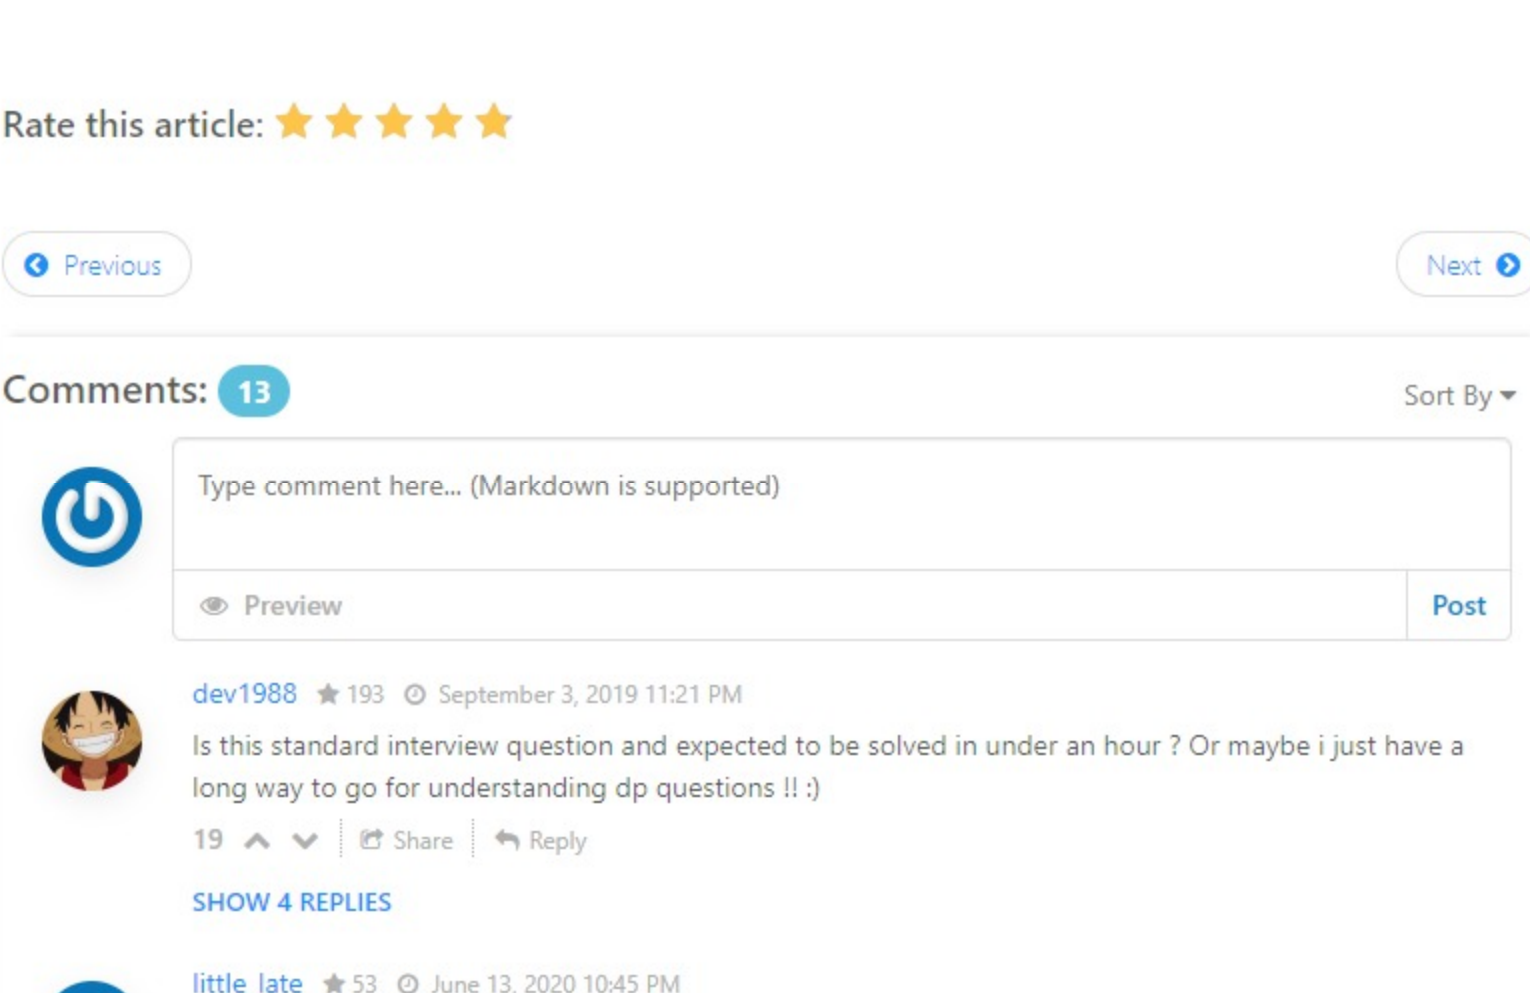 Rate this article:
Previous
Next
Comments: 13
Sort By
Type comment here... (Markdown is supported)
Preview
Post
dev1988 193 September 3, 2019 11:21 PM
Is this standard interview question and expected to be solved in under an hour ? Or maybe i just have a
long way to go for understanding dp questions !! :)
19 Share Reply
SHOW 4 REPLIES
little_late 53 June 13, 2020 10:45 PM